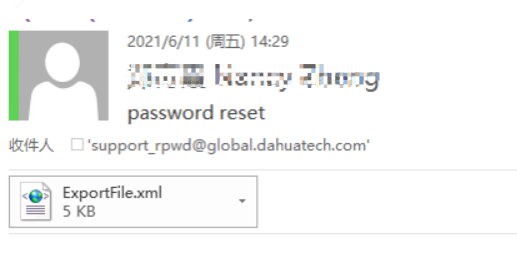 2021/6/11 (周五) 14:29
password reset
收件人 'support_rpwd@global.dahuatech.com'
ExportFile.xml
5 KB